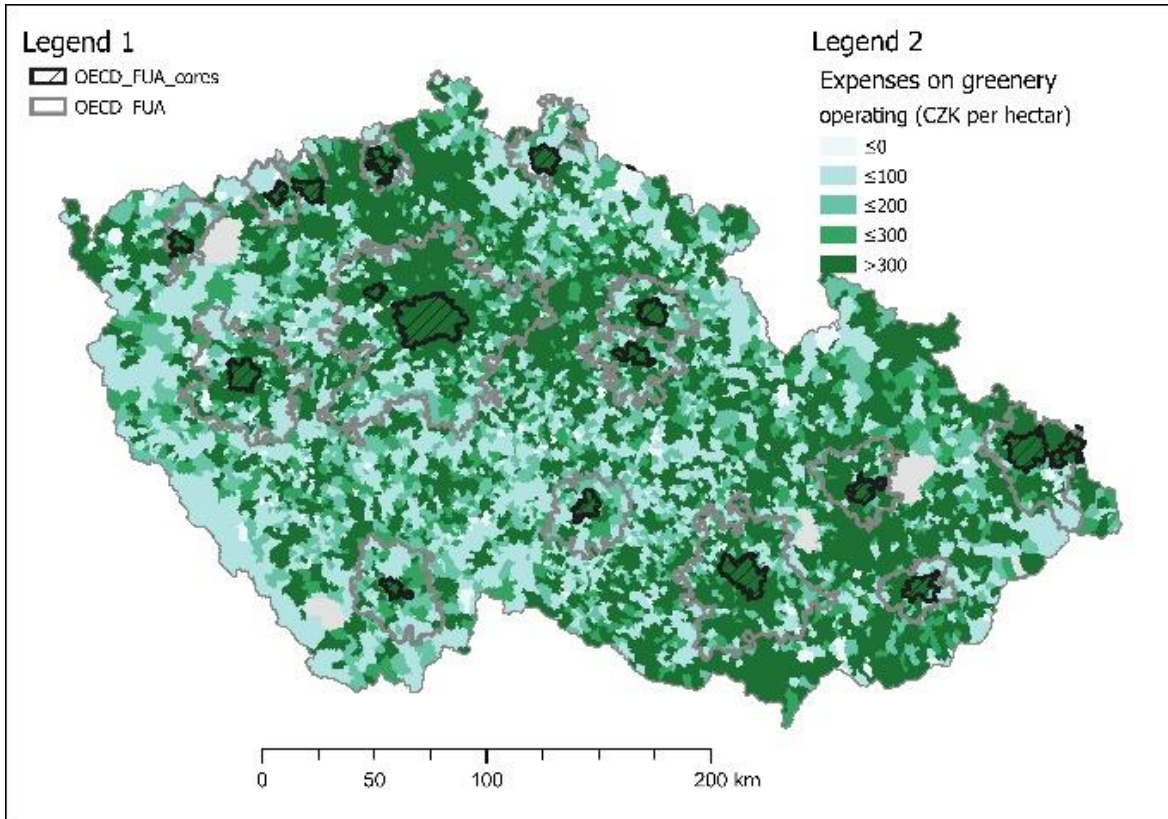 Legend 1
OECD_FUA_cores
OECD_FUA
Legend 2
Expenses on greenery
operating (CZK per hectar)
≤0
≤100
≤200
≤300
>300
0 50 100 200 km